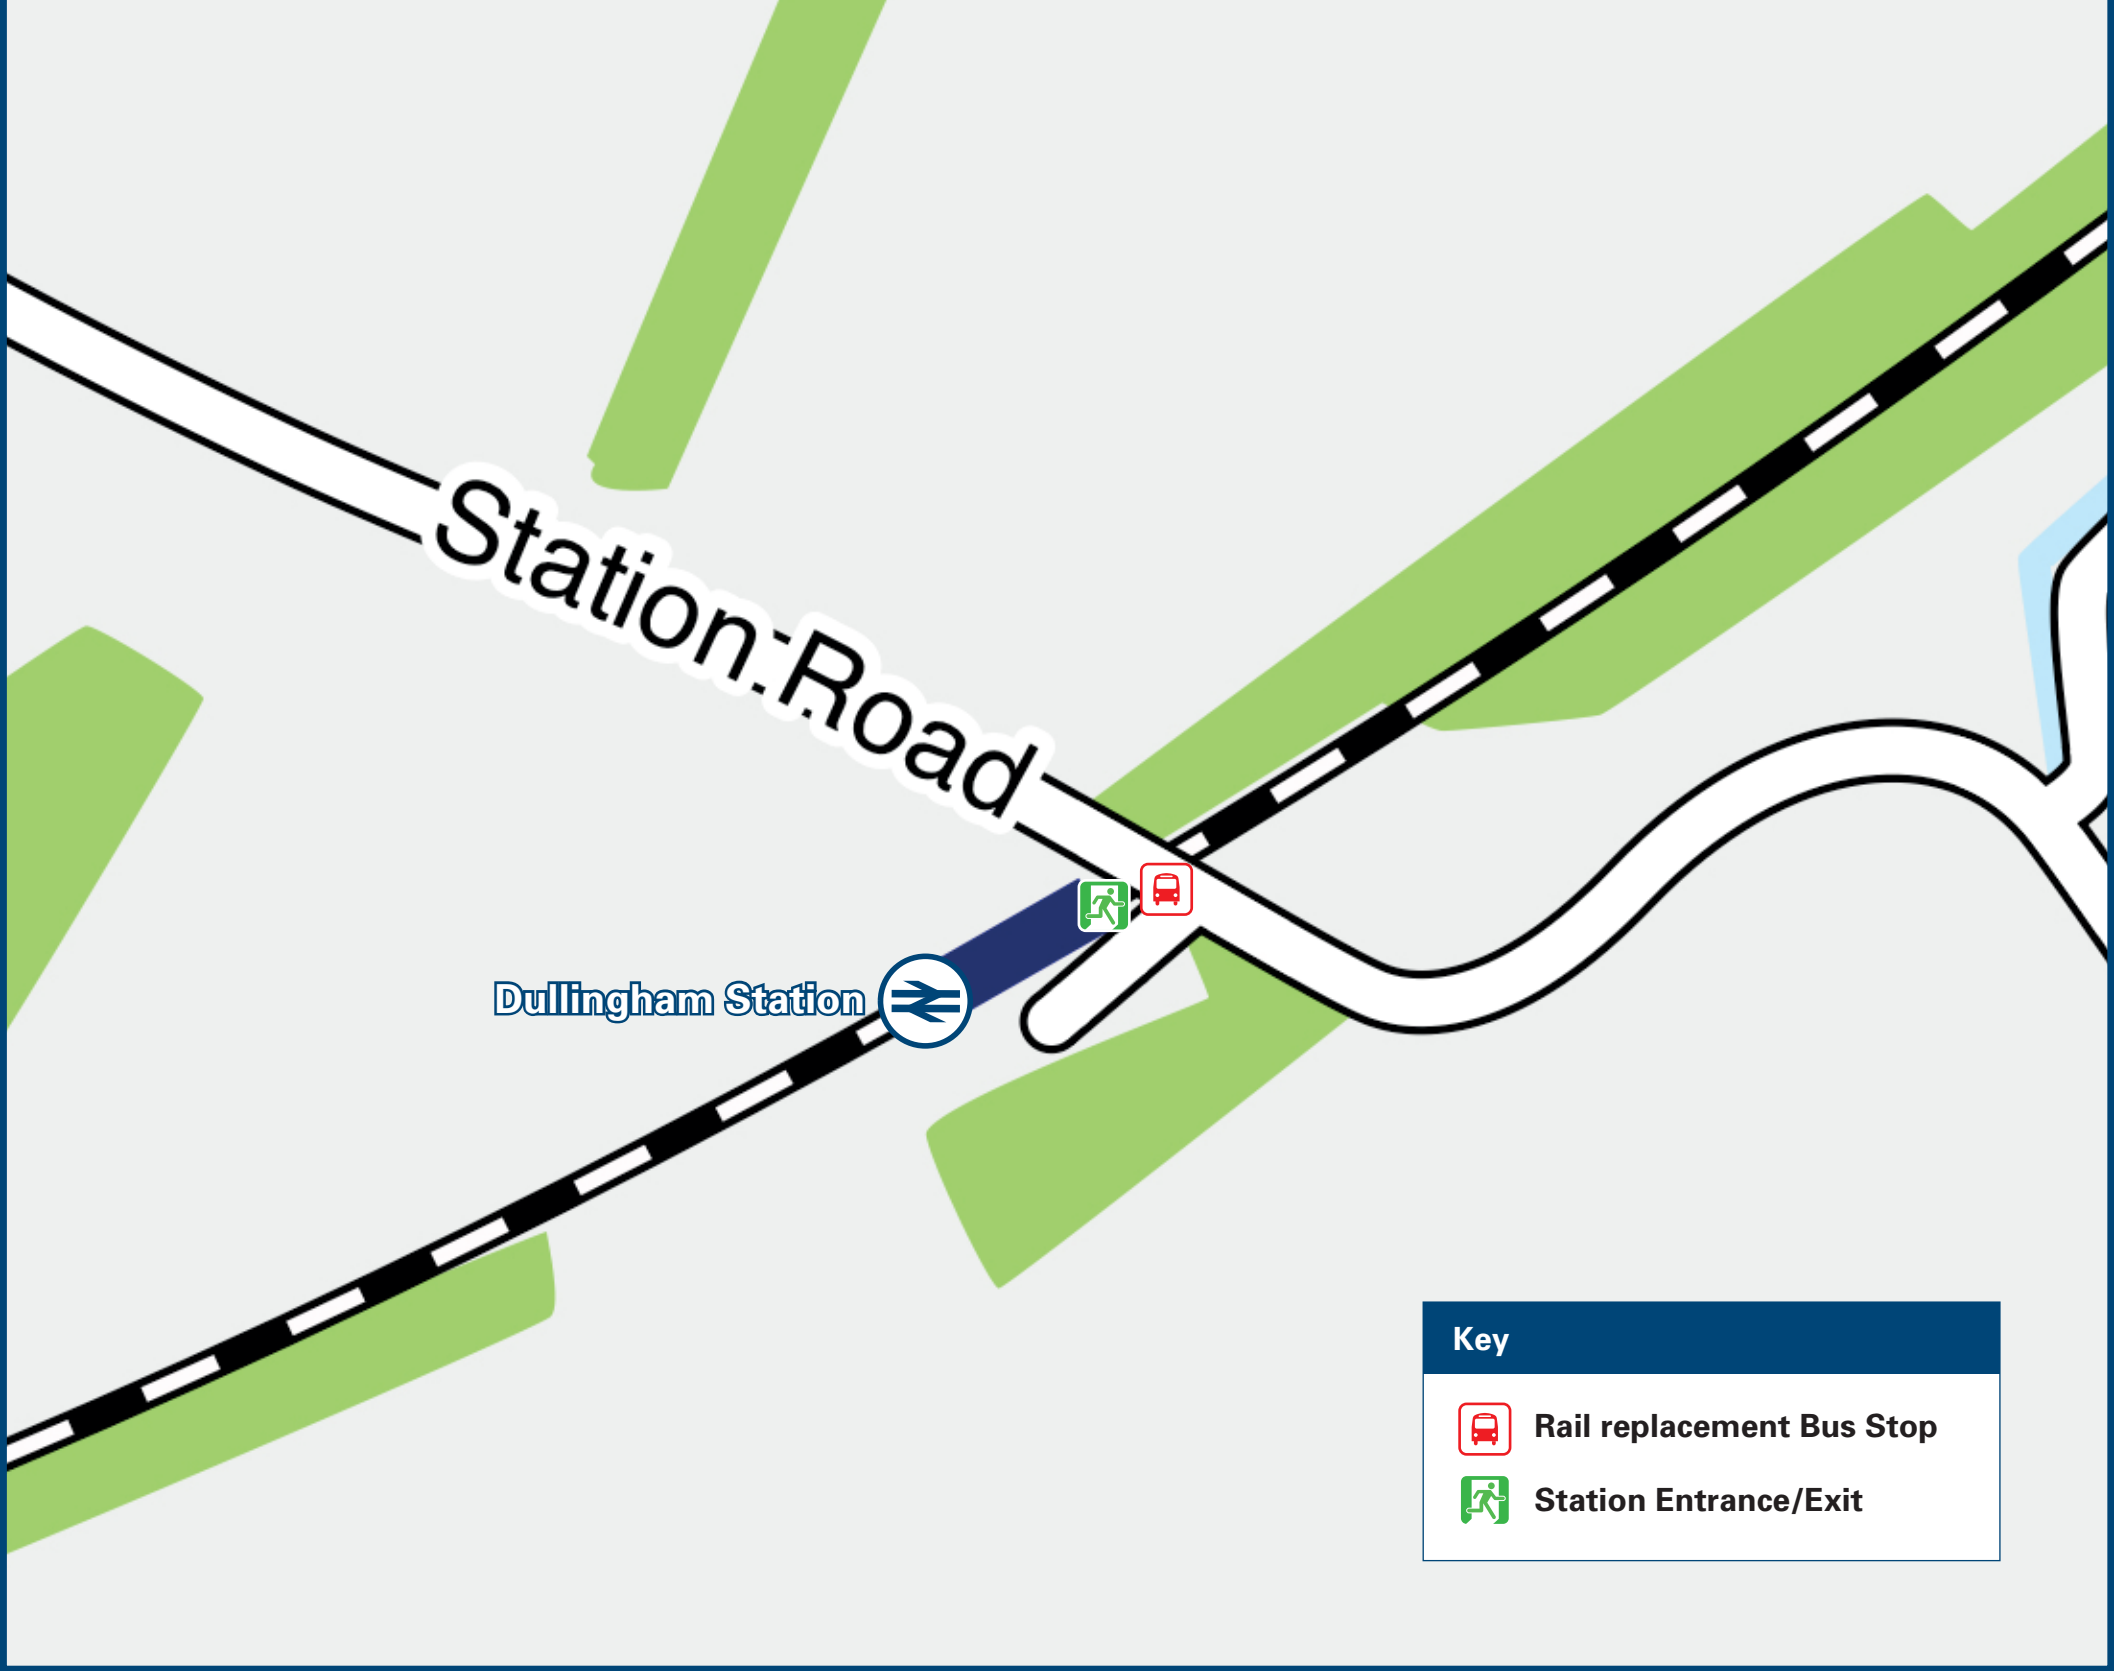 Station Road
Dullingham Station
Key
Rail replacement Bus Stop
Station Entrance/Exit